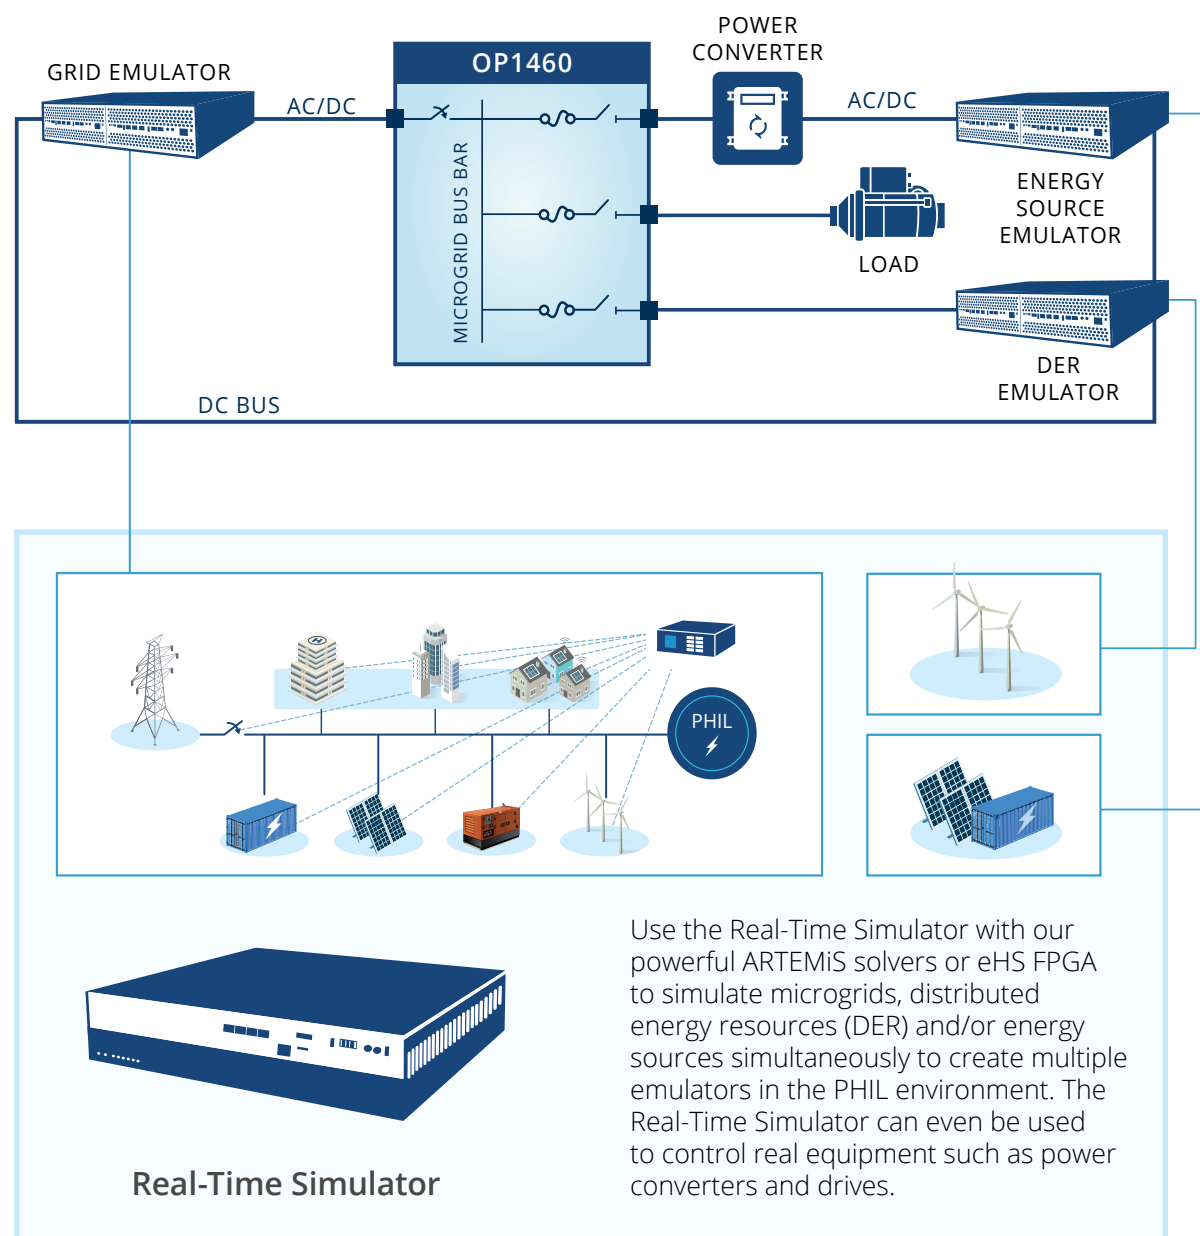 POWER
CONVERTER
GRID EMULATOR
OP1460
AC/DC
AC/DC
MICROGRID BUS BAR
ENERGY
SOURCE
EMULATOR
LOAD
DER
EMULATOR
DC BUS
PHIL
Use the Real-Time Simulator with our
powerful ARTEMiS solvers or eHS FPGA
to simulate microgrids, distributed
energy resources (DER) and/or energy
sources simultaneously to create multiple
emulators in the PHIL environment. The
Real-Time Simulator can even be used
to control real equipment such as power
converters and drives.
Real-Time Simulator
H